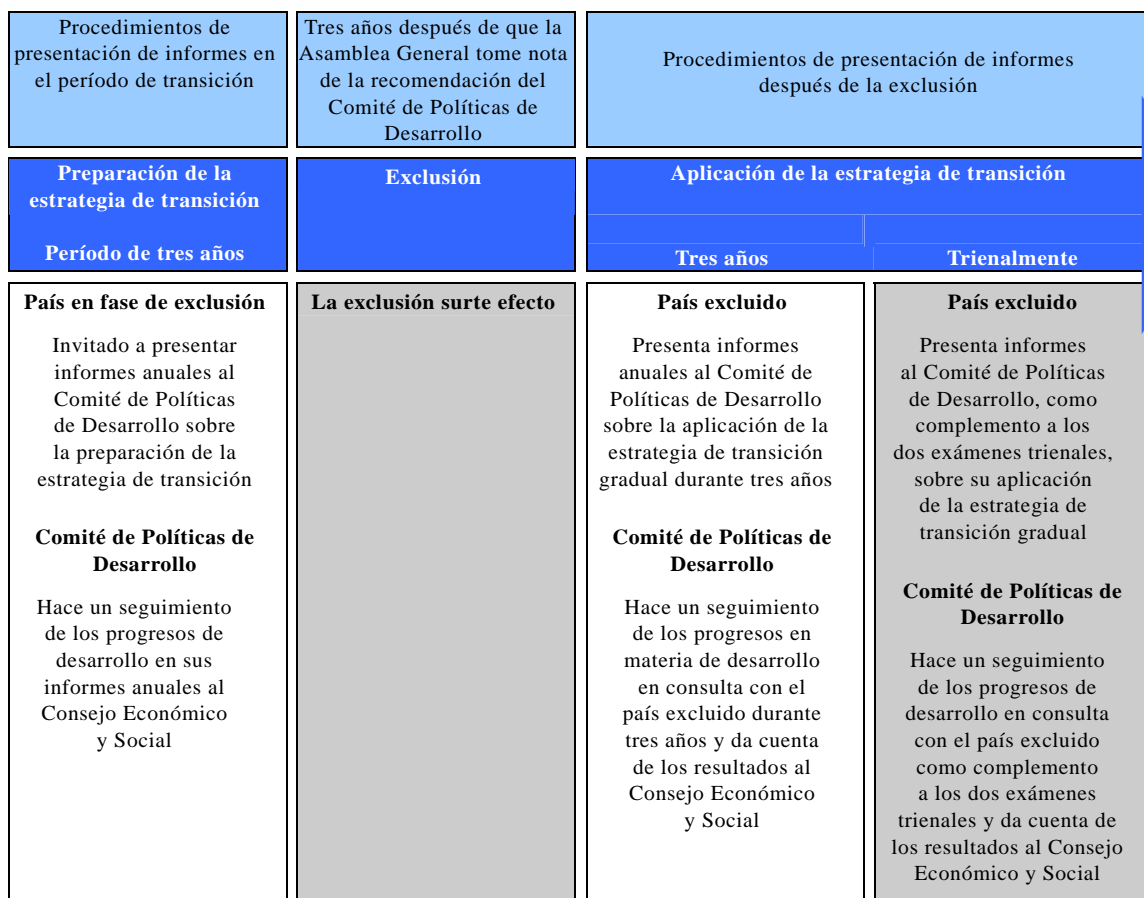 Procedimientos de
presentación de informes en
el período de transición
Tres años después de que la
Asamblea General tome nota
de la recomendación del
Comité de Políticas de
Desarrollo
Procedimientos de presentación de informes
después de la exclusión
Preparación de la
estrategia de transición
Período de tres años
Exclusión
Aplicación de la estrategia de transición
Tres años
Trienalmente
País en fase de exclusión
Invitado a presentar
informes anuales al
Comité de Políticas
de Desarrollo sobre
la preparación de la
estrategia de transición
Comité de Políticas de
Desarrollo
Hace un seguimiento
de los progresos de
desarrollo en sus
informes anuales al
Consejo Económico
y Social
La exclusión surte efecto
País excluido
Presenta informes
anuales al Comité de
Políticas de Desarrollo
sobre la aplicación de la
estrategia de transición
gradual durante tres años
Comité de Políticas de
Desarrollo
Hace un seguimiento
de los progresos en
materia de desarrollo
en consulta con el
país excluido durante
tres años y da cuenta
de los resultados al
Consejo Económico
y Social
País excluido
Presenta informes
al Comité de Políticas
de Desarrollo, como
complemento a los
dos exámenes trienales,
sobre su aplicación
de la estrategia de
transición gradual
Comité de Políticas de
Desarrollo
Hace un seguimiento
de los progresos de
desarrollo en consulta
con el país excluido
como complemento
a los dos exámenes
trienales y da cuenta de
los resultados al Consejo
Económico y Social